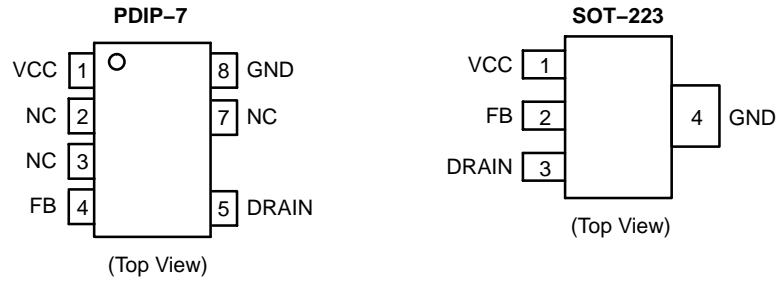 PDIP–7
VCC 1 8 GND
NC 2 7 NC
NC 3
FB 4 5 DRAIN
(Top View)
SOT–223
VCC 1
FB 2 4 GND
DRAIN 3
(Top View)